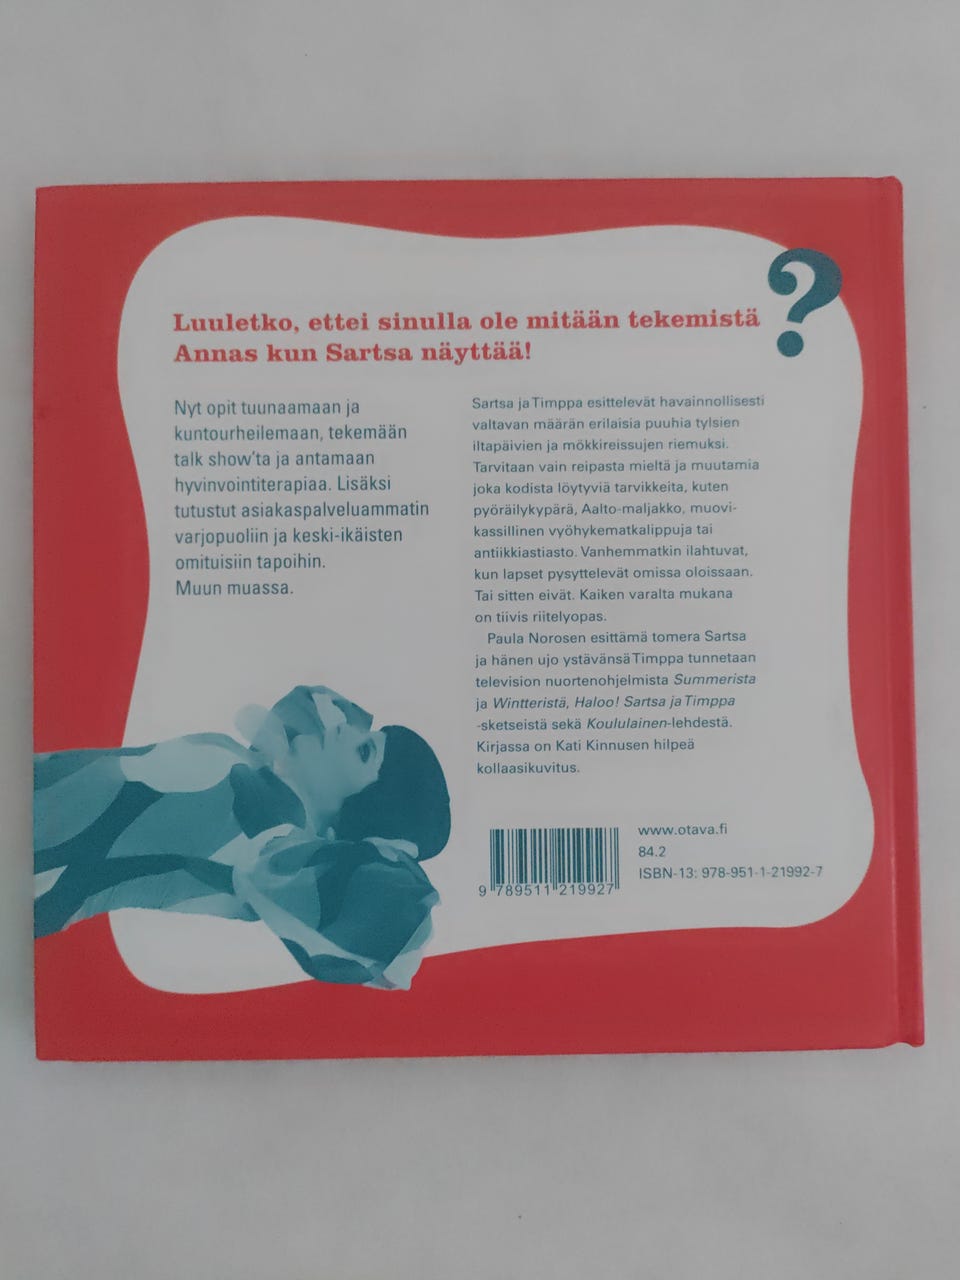 Luuletko, ettei sinulla ole mitään tekemistä?
Annas kun Sartsa näyttää!
Nyt opit tuunaamaan ja
kuntourheilemaan, tekemään
talk show'ta ja antamaan
hyvinvointiterapiaa. Lisäksi
tutustut asiakaspalveluammatin
varjopuoliin ja keski-ikäisten
omituisiin tapoihin.
Muun muassa.
Sartsa ja Timppa esittelevät havainnollisesti
valtavan määrän erilaisia puuhia tylsien
iltapäivien ja mökkireissujen riemuksi.
Tarvitaan vain reipasta mieltä ja muutamia
joka kodista löytyviä tarvikkeita, kuten
pyöräilykypärä, Aalto-maljakko, muovi-
kassillinen vyöhykematkalippuja tai
antiikkiastiasto. Vanhemmatkin ilahtuvat,
kun lapset pysyttelevät omissa oloissaan.
Tai sitten eivät. Kaiken varalta mukana
on tiivis riitelyopas.
Paula Norosen esittämä tomera Sartsa
ja hänen ujo ystävänsä Timppa tunnetaan
television nuortenohjelmista Summerista
ja Wintteristä, Haloo! Sartsa ja Timppa
-sketseistä sekä Koululainen-lehdestä.
Kirjassa on Kati Kinnusen hilpeä
kollaasikuvitus.
www.otava.fi
84.2
ISBN-13: 978-951-1-21992-7
9 789511 219927